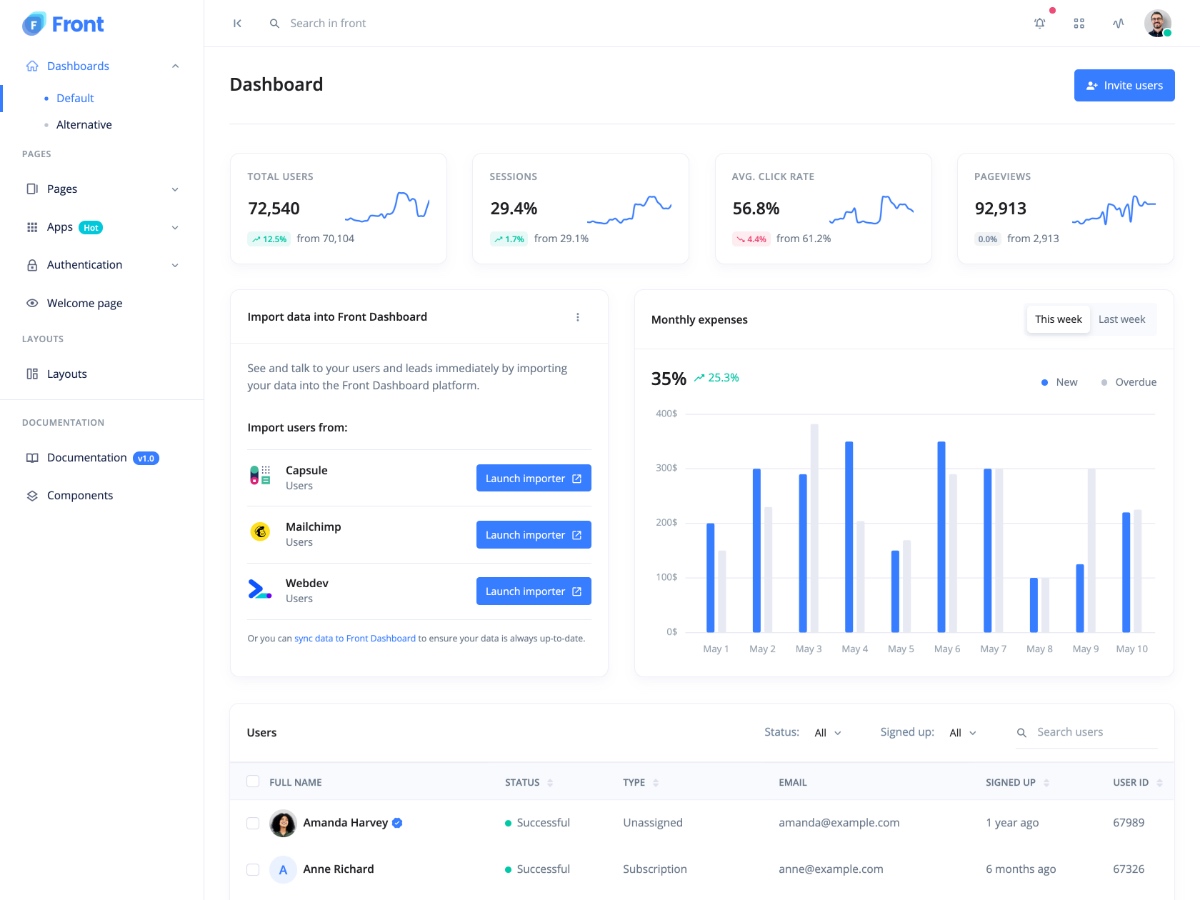 Front
Search in front
Dashboards
Default
Alternative
PAGES
Pages
Apps Hot
Authentication
Welcome page
LAYOUTS
Layouts
DOCUMENTATION
Documentation v1.0
Components
Dashboard
Invite users
TOTAL USERS
72,540
12.5% from 70,104
SESSIONS
29.4%
1.7% from 29.1%
AVG. CLICK RATE
56.8%
4.4% from 61.2%
PAGEVIEWS
92,913
0.0% from 2,913
Import data into Front Dashboard
See and talk to your users and leads immediately by importing
your data into the Front Dashboard platform.
Import users from:
Capsule
Users
Launch importer
Mailchimp
Users
Launch importer
Webdev
Users
Launch importer
Or you can sync data to Front Dashboard to ensure your data is always up-to-date.
Monthly expenses
This week Last week
35% 25.3%
New Overdue
400$
300$
200$
100$
0$
May 1 May 2 May 3 May 4 May 5 May 6 May 7 May 8 May 9 May 10
Users
Status: All Signed up: All Search users
FULL NAME STATUS TYPE EMAIL SIGNED UP USER ID
Amanda Harvey Successful Unassigned amanda@example.com 1 year ago 67989
A Anne Richard Successful Subscription anne@example.com 6 months ago 67326